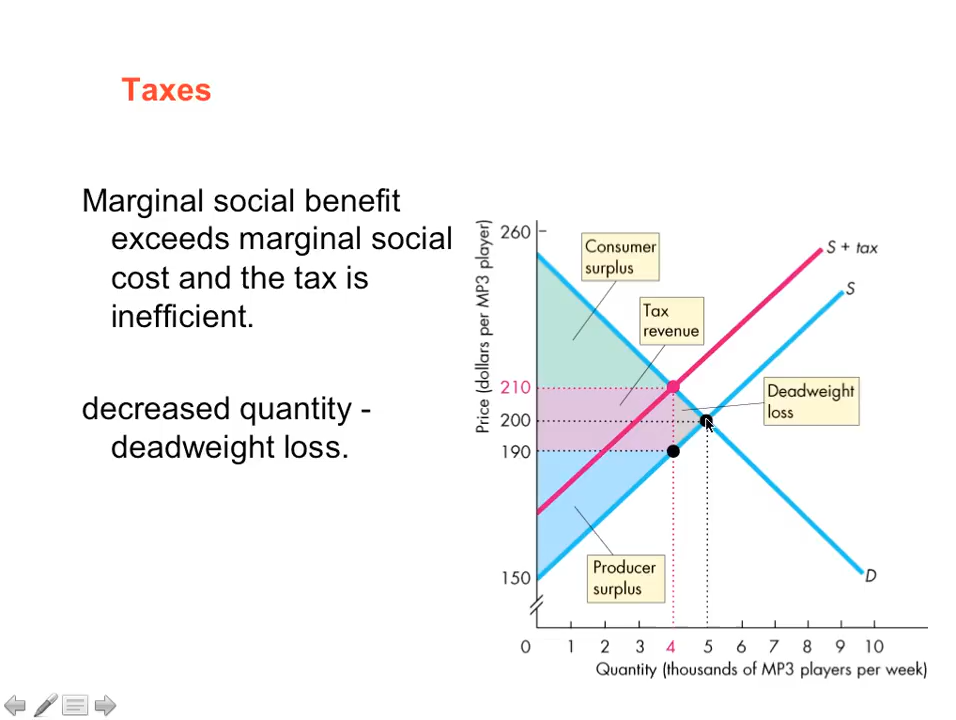 Taxes
Marginal social benefit
exceeds marginal social
cost and the tax is
inefficient.
decreased quantity -
deadweight loss.
Price (dollars per MP3 player)
260
210
200
190
150
Consumer
surplus
Tax
revenue
Deadweight
loss
Producer
surplus
S + tax
S
D
0 1 2 3 4 5 6 7 8 9 10
Quantity (thousands of MP3 players per week)